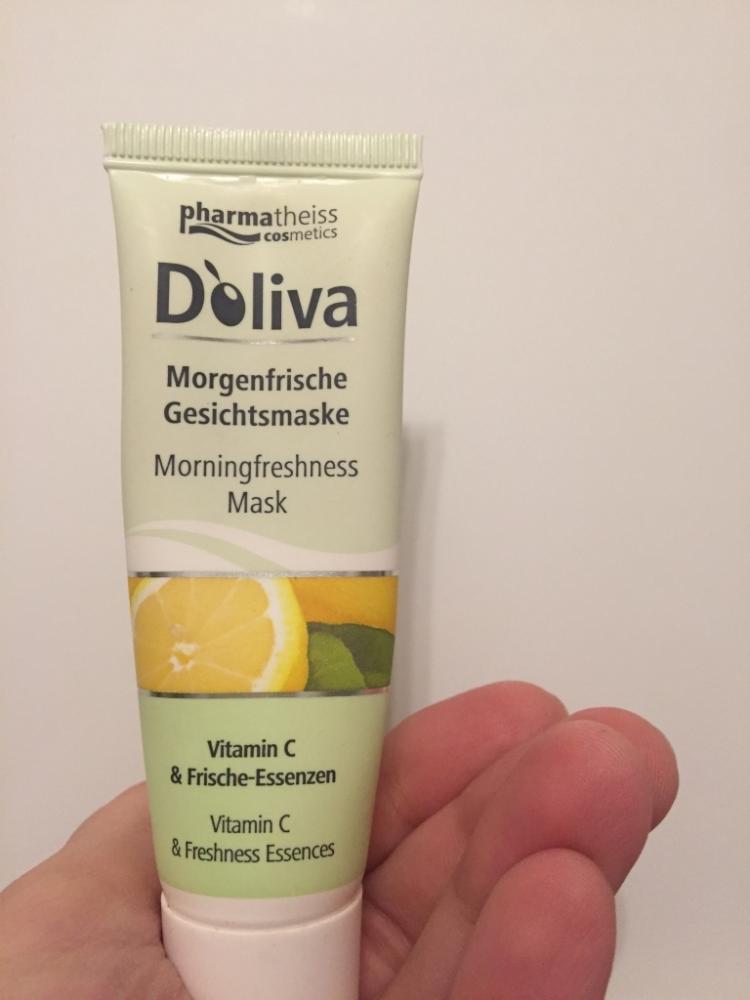 pharmatheiss
cosmetics
D'oliva
Morgenfrische
Gesichtsmaske
Morningfreshness
Mask
Vitamin C
& Frische-Essenzen
Vitamin C
& Freshness Essences